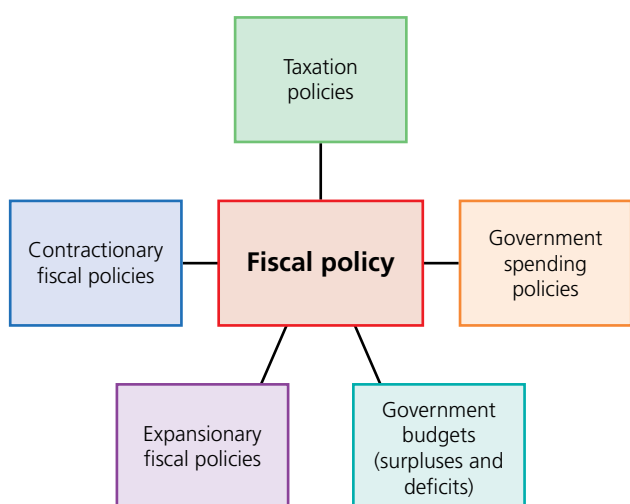 Taxation
policies
Contractionary
fiscal policies
Fiscal policy
Government
spending
policies
Expansionary
fiscal policies
Government
budgets
(surpluses and
deficits)